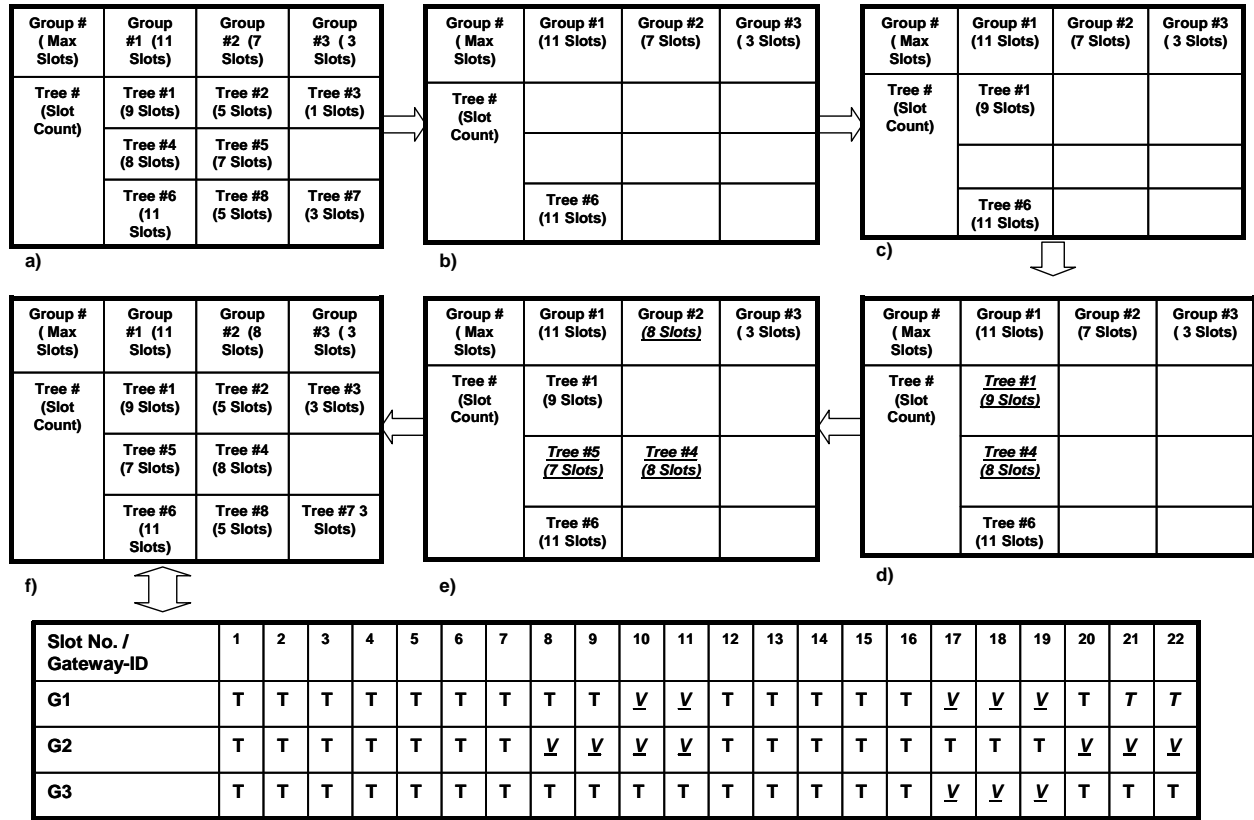 Group # ( Max Slots) Group #1 (11 Slots) Group #2 (7 Slots) Group #3 ( 3 Slots)
Tree # (Slot Count) Tree #1 (9 Slots) Tree #2 (5 Slots) Tree #3 (1 Slots)
Tree #4 (8 Slots) Tree #5 (7 Slots)
Tree #6 (11 Slots) Tree #8 (5 Slots) Tree #7 (3 Slots)
a)
Group # ( Max Slots) Group #1 (11 Slots) Group #2 (7 Slots) Group #3 ( 3 Slots)
Tree # (Slot Count)
Tree #6 (11 Slots)
b)
Group # ( Max Slots) Group #1 (11 Slots) Group #2 (7 Slots) Group #3 ( 3 Slots)
Tree # (Slot Count) Tree #1 (9 Slots)
Tree #6 (11 Slots)
c)
Group # ( Max Slots) Group #1 (11 Slots) Group #2 (8 Slots) Group #3 ( 3 Slots)
Tree # (Slot Count) Tree #1 (9 Slots) Tree #2 (5 Slots) Tree #3 (3 Slots)
Tree #5 (7 Slots) Tree #4 (8 Slots)
Tree #6 (11 Slots) Tree #8 (5 Slots) Tree #7 3 Slots)
f)
Group # ( Max Slots) Group #1 (11 Slots) Group #2 (8 Slots) Group #3 ( 3 Slots)
Tree # (Slot Count) Tree #1 (9 Slots)
Tree #5 (7 Slots) Tree #4 (8 Slots)
Tree #6 (11 Slots)
e)
Group # ( Max Slots) Group #1 (11 Slots) Group #2 (7 Slots) Group #3 ( 3 Slots)
Tree # (Slot Count) Tree #1 (9 Slots)
Tree #4 (8 Slots)
Tree #6 (11 Slots)
d)
Slot No. / Gateway-ID 1 2 3 4 5 6 7 8 9 10 11 12 13 14 15 16 17 18 19 20 21 22
G1 T T T T T T T T T V V T T T T T V V V T T T
G2 T T T T T T T V V V V T T T T T T T T V V V
G3 T T T T T T T T T T T T T T T T V V V T T T